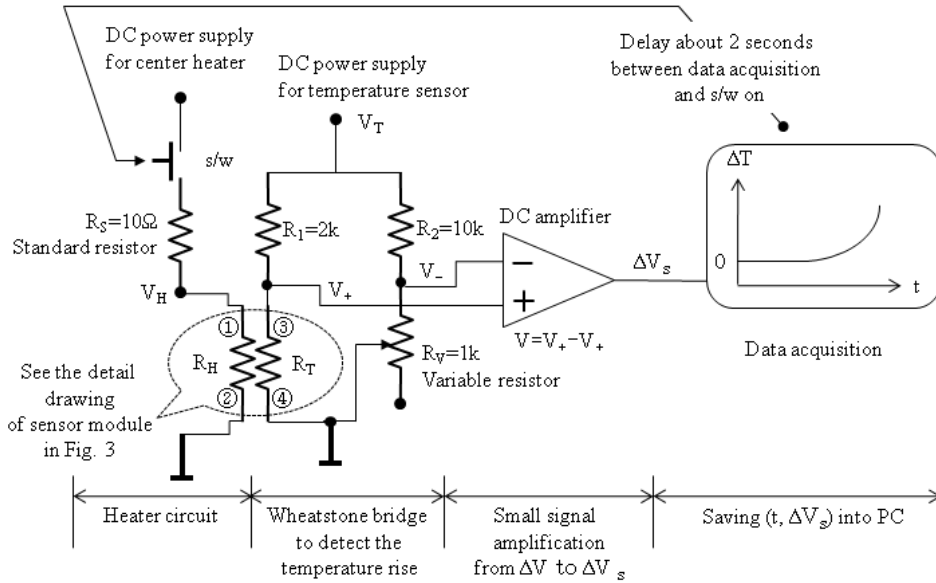 DC power supply
for center heater
DC power supply
for temperature sensor
Delay about 2 seconds
between data acquisition
and s/w on
V_T
s/w
ΔT
0
t
R_S=10Ω
Standard resistor
R_1=2k
R_2=10k
DC amplifier
V_H
V_+
V_−
−
+
ΔV_s
V=V_+−V_+
Data acquisition
①
②
③
④
R_H
R_T
R_V=1k
Variable resistor
See the detail
drawing
of sensor module
in Fig. 3
Heater circuit
Wheatstone bridge
to detect the
temperature rise
Small signal
amplification
from ΔV to ΔV_s
Saving (t, ΔV_s) into PC